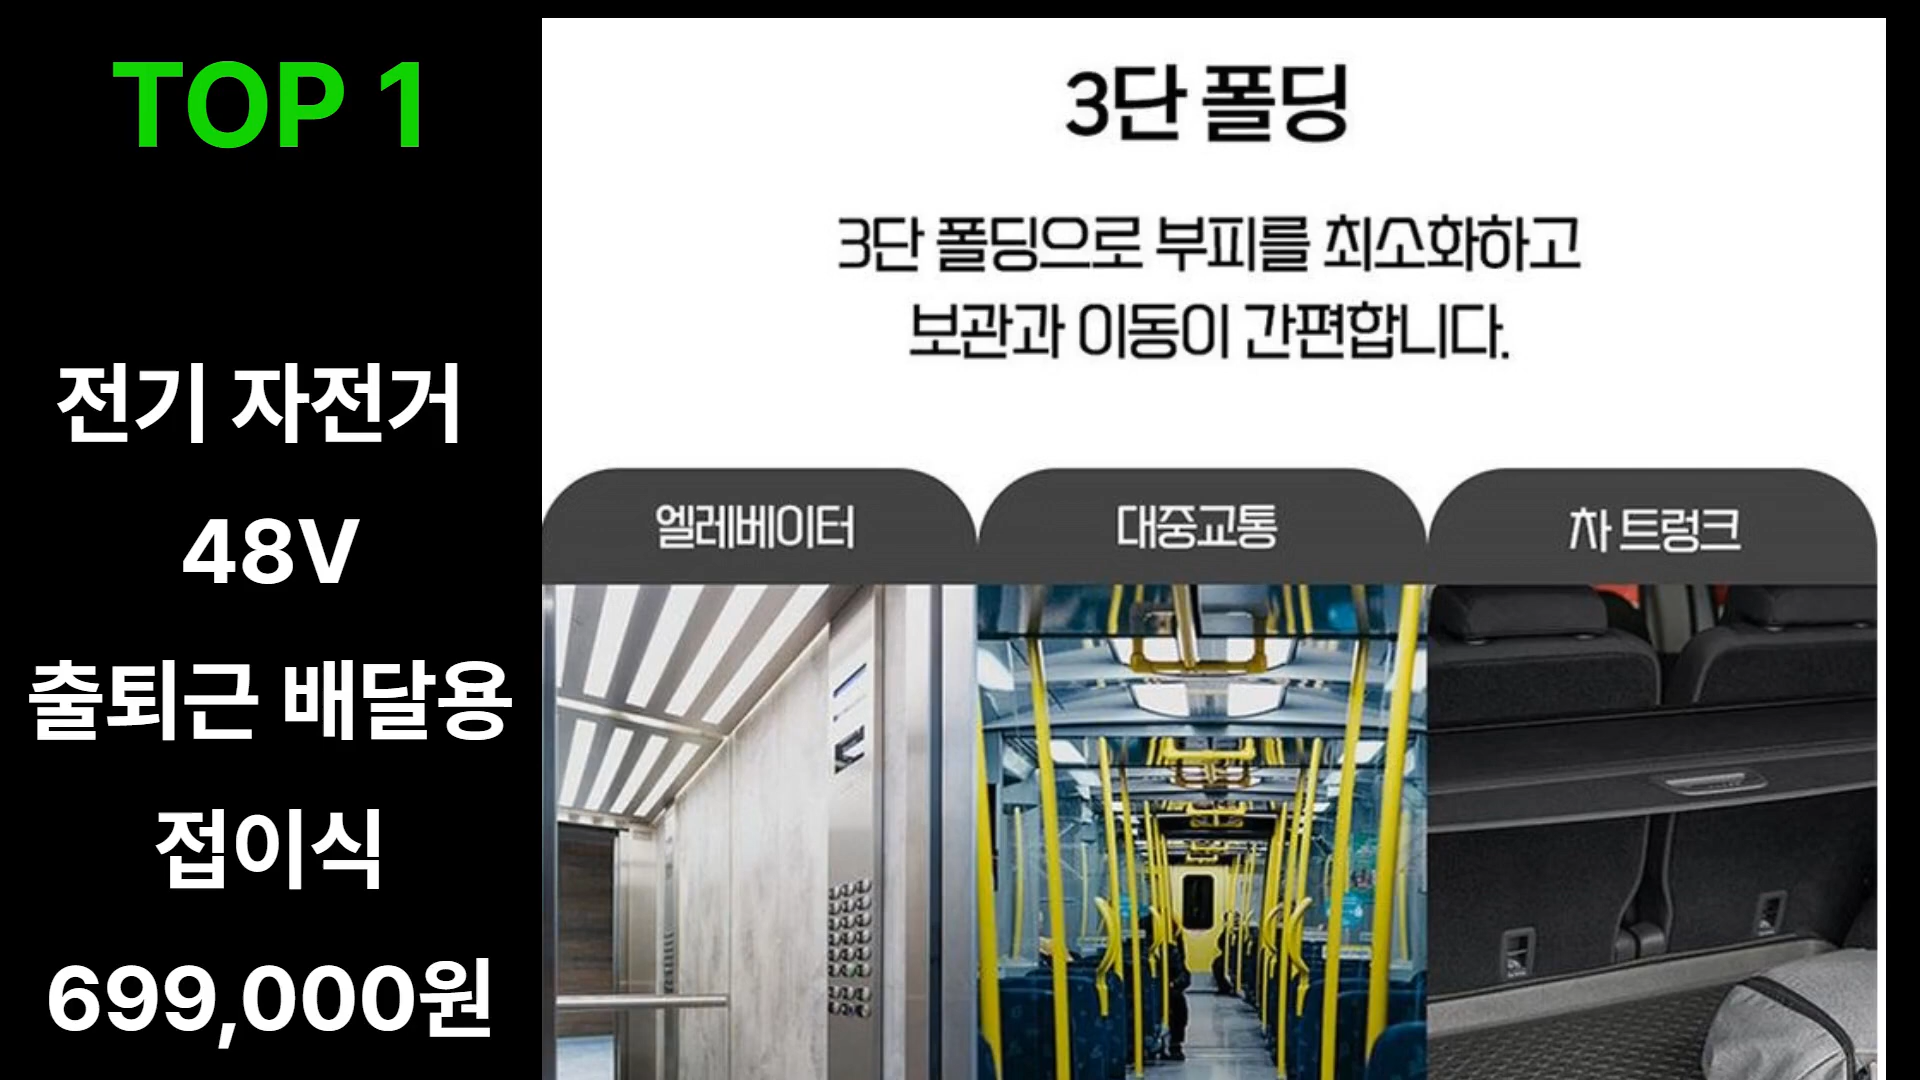 TOP 1
전기 자전거
48V
출퇴근 배달용
접이식
699,000원
3단 폴딩
3단 폴딩으로 부피를 최소화하고
보관과 이동이 간편합니다.
엘레베이터
대중교통
차 트렁크